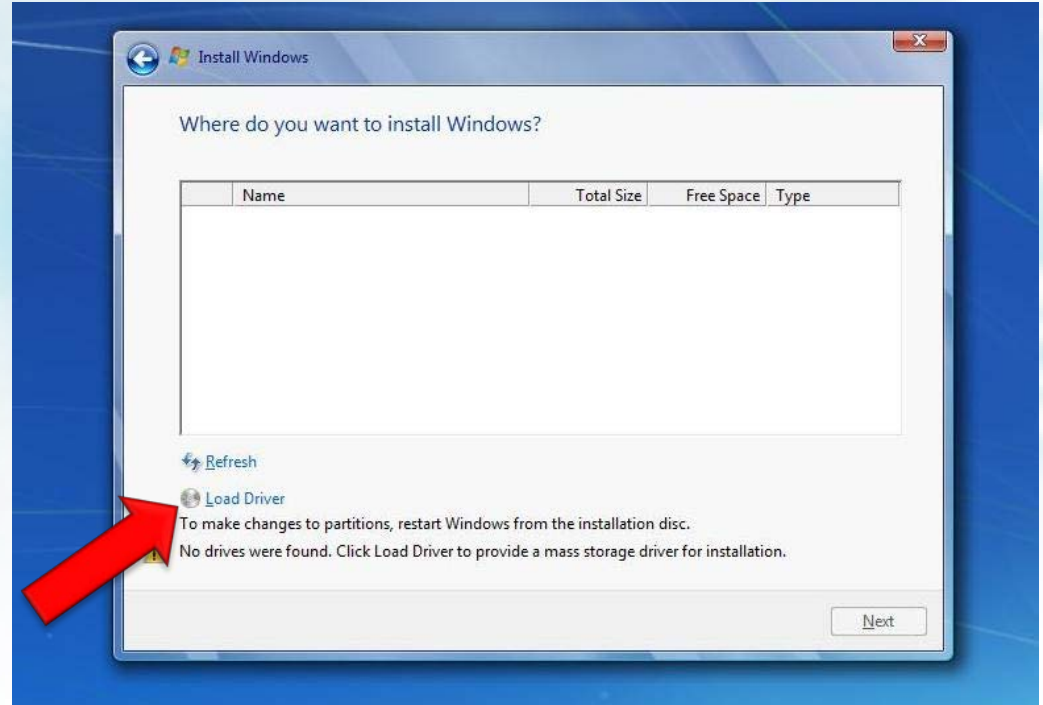 Install Windows
Where do you want to install Windows?
Name Total Size Free Space Type
Refresh
Load Driver
To make changes to partitions, restart Windows from the installation disc.
No drives were found. Click Load Driver to provide a mass storage driver for installation.
Next